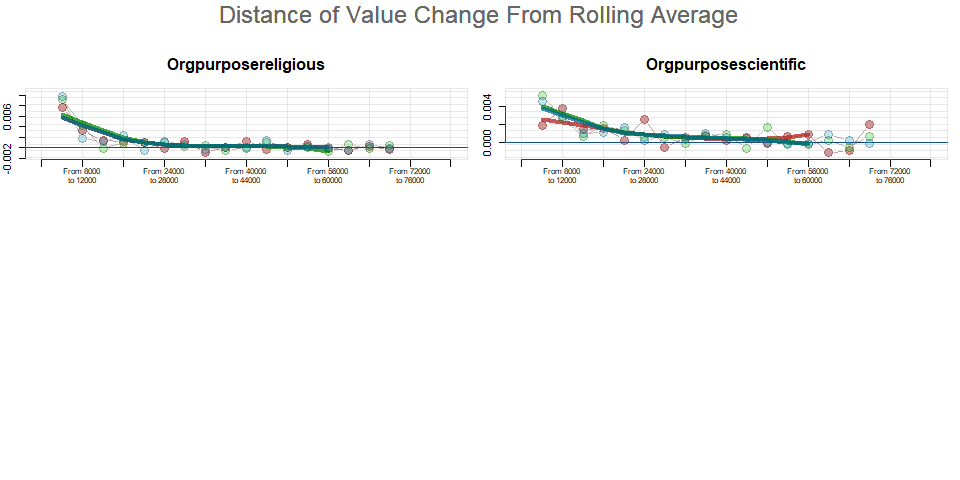 Distance of Value Change From Rolling Average
Orgpurposereligious
0.006
-0.002
From 8000
to 12000
From 24000
to 28000
From 40000
to 44000
From 56000
to 60000
From 72000
to 76000
Orgpurposescientific
0.004
0.000
From 8000
to 12000
From 24000
to 28000
From 40000
to 44000
From 56000
to 60000
From 72000
to 76000